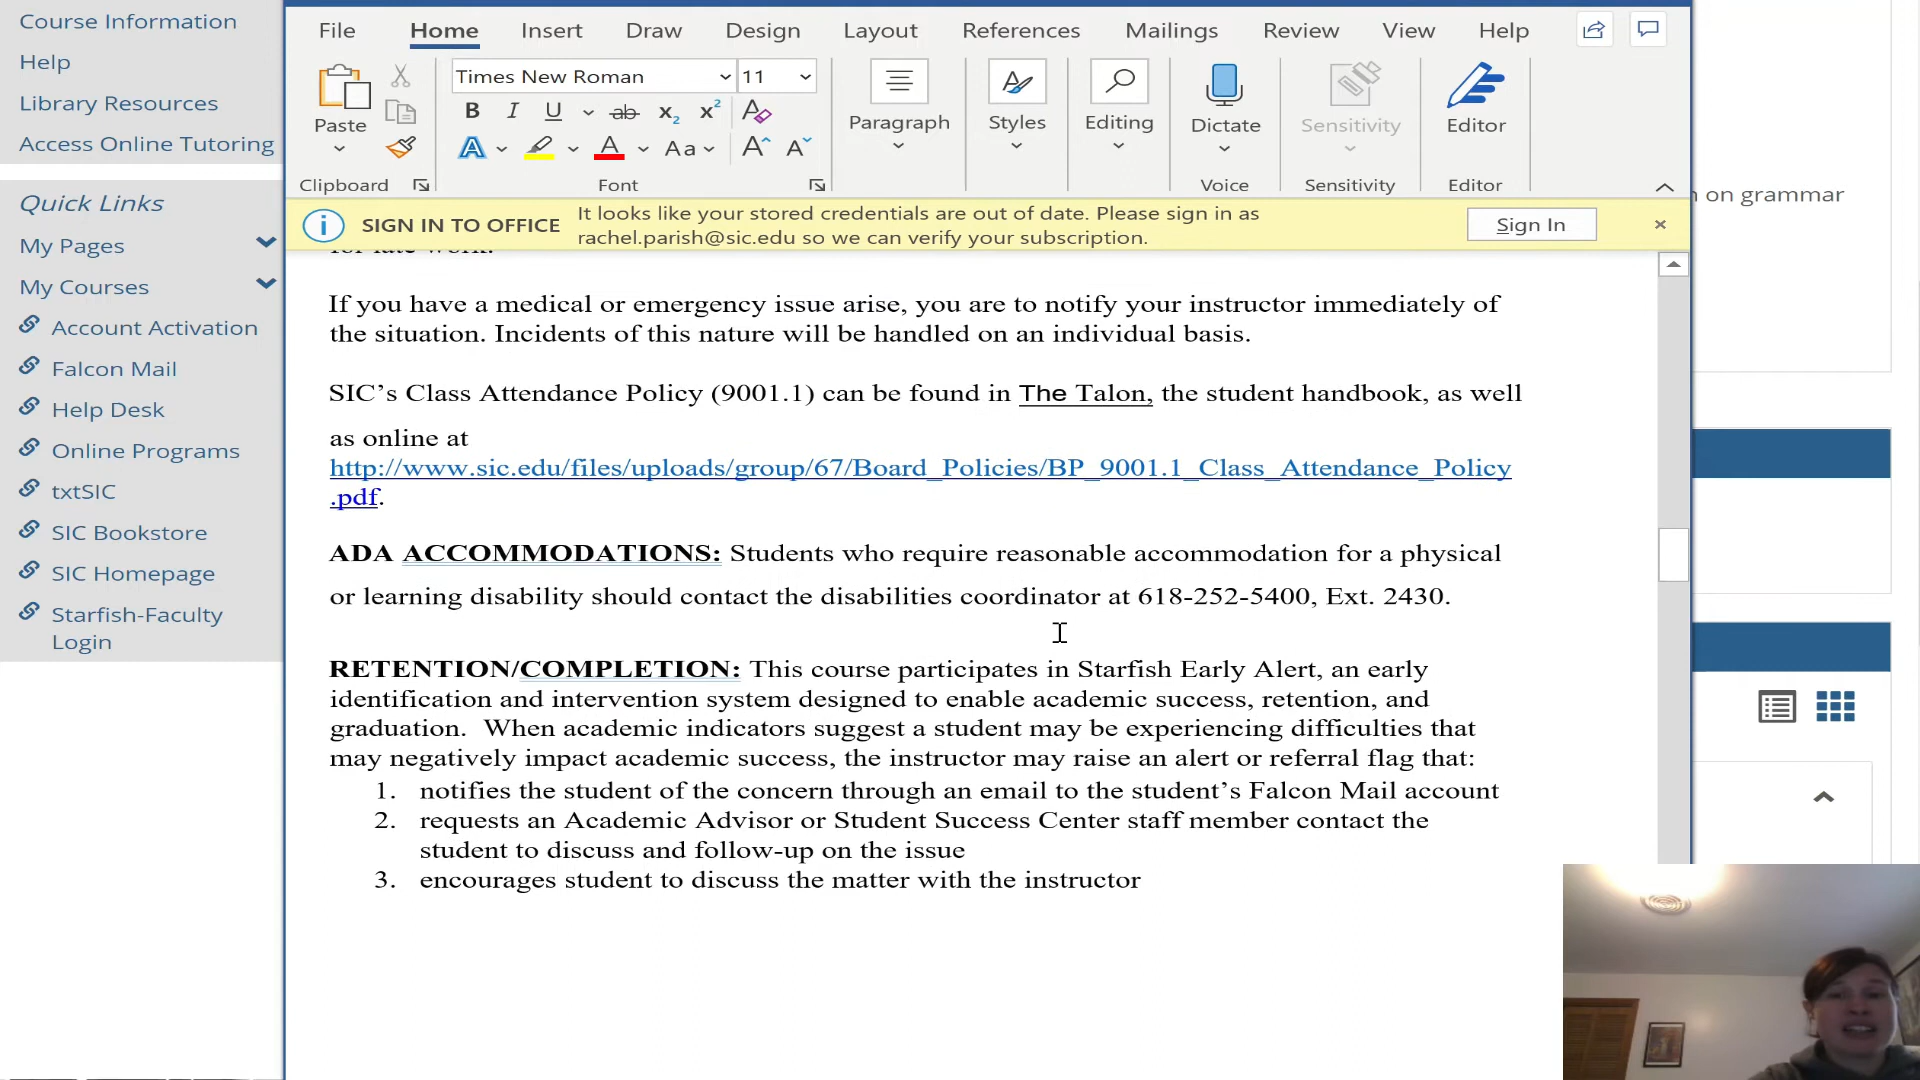 Course Information
Help
Library Resources
Access Online Tutoring
Quick Links
My Pages
My Courses
Account Activation
Falcon Mail
Help Desk
Online Programs
txtSIC
SIC Bookstore
SIC Homepage
Starfish-Faculty
Login
File Home Insert Draw Design Layout References Mailings Review View Help
Times New Roman 11
Paste
B I U ab x2 x2 A
A A Aa A A
Paragraph Styles Editing Dictate Sensitivity Editor
Clipboard Font Voice Sensitivity Editor
SIGN IN TO OFFICE It looks like your stored credentials are out of date. Please sign in as
rachel.parish@sic.edu so we can verify your subscription.
Sign In
on grammar
for late work.
If you have a medical or emergency issue arise, you are to notify your instructor immediately of
the situation. Incidents of this nature will be handled on an individual basis.
SIC’s Class Attendance Policy (9001.1) can be found in The Talon, the student handbook, as well
as online at
http://www.sic.edu/files/uploads/group/67/Board_Policies/BP_9001.1_Class_Attendance_Policy
.pdf.
ADA ACCOMMODATIONS: Students who require reasonable accommodation for a physical
or learning disability should contact the disabilities coordinator at 618-252-5400, Ext. 2430.
RETENTION/COMPLETION: This course participates in Starfish Early Alert, an early
identification and intervention system designed to enable academic success, retention, and
graduation. When academic indicators suggest a student may be experiencing difficulties that
may negatively impact academic success, the instructor may raise an alert or referral flag that:
1. notifies the student of the concern through an email to the student’s Falcon Mail account
2. requests an Academic Advisor or Student Success Center staff member contact the
student to discuss and follow-up on the issue
3. encourages student to discuss the matter with the instructor